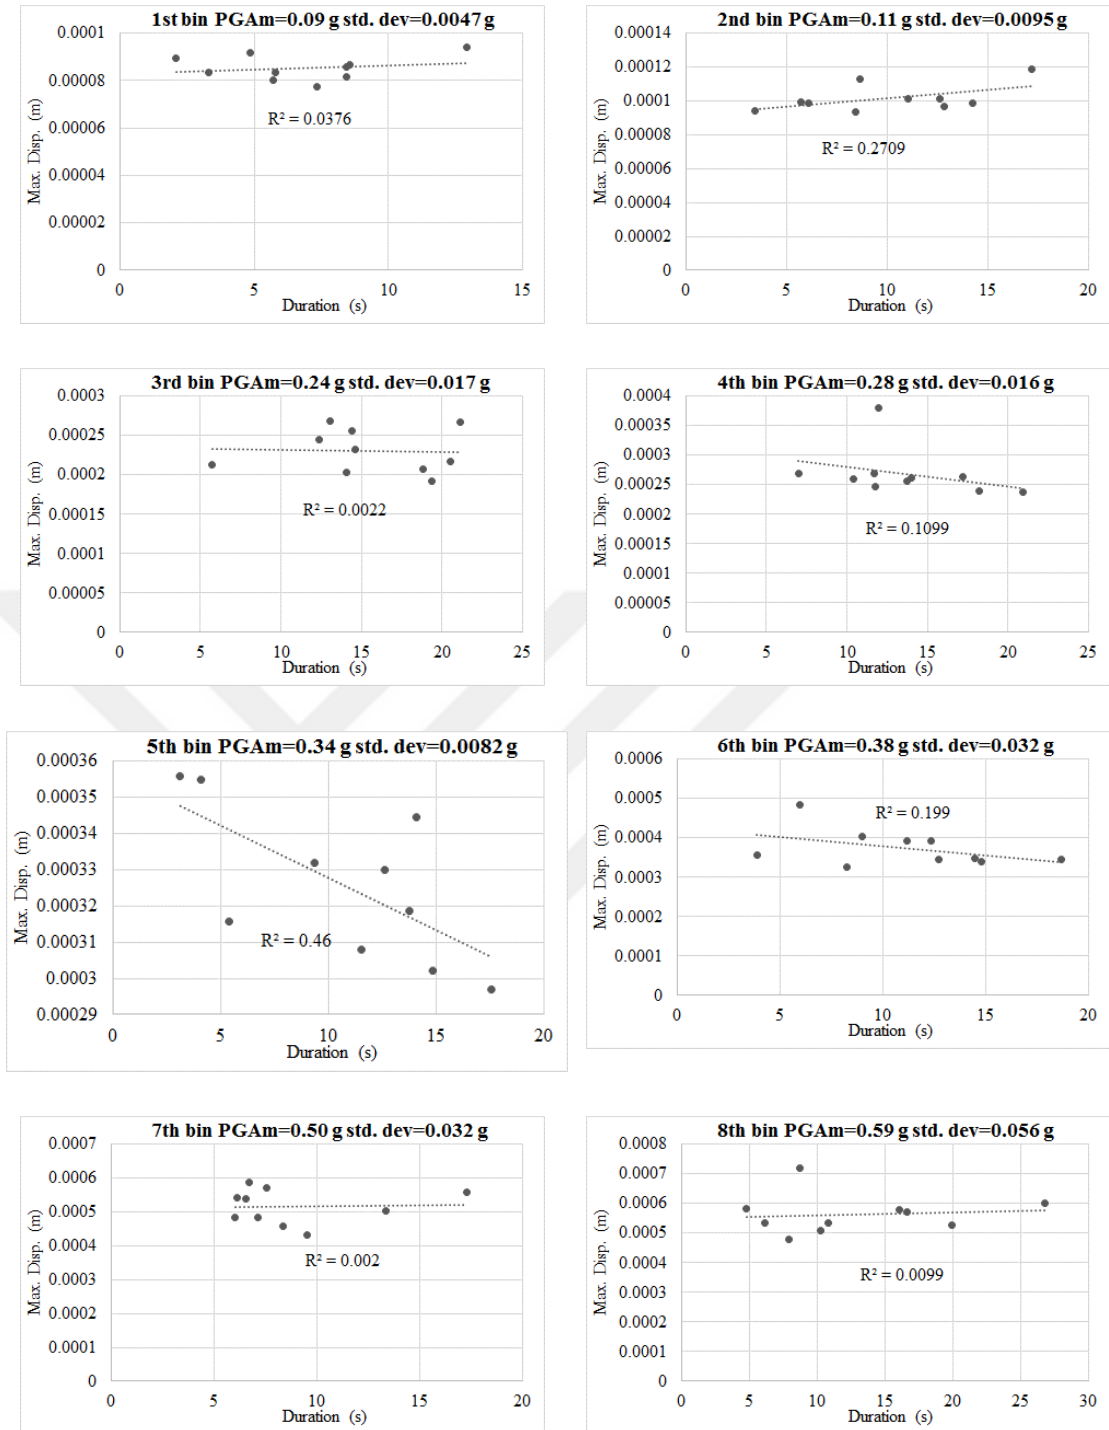 1st bin PGAm=0.09 g std. dev=0.0047 g
Max. Disp. (m)
0.0001
0.00008
0.00006
0.00004
0.00002
0
R² = 0.0376
0 5 10 15
Duration (s)
2nd bin PGAm=0.11 g std. dev=0.0095 g
Max. Disp. (m)
0.00014
0.00012
0.0001
0.00008
0.00006
0.00004
0.00002
0
R² = 0.2709
0 5 10 15 20
Duration (s)
3rd bin PGAm=0.24 g std. dev=0.017 g
Max. Disp. (m)
0.0003
0.00025
0.0002
0.00015
0.0001
0.00005
0
R² = 0.0022
0 5 10 15 20 25
Duration (s)
4th bin PGAm=0.28 g std. dev=0.016 g
Max. Disp. (m)
0.0004
0.00035
0.0003
0.00025
0.0002
0.00015
0.0001
0.00005
0
R² = 0.1099
0 5 10 15 20 25
Duration (s)
5th bin PGAm=0.34 g std. dev=0.0082 g
Max. Disp. (m)
0.00036
0.00035
0.00034
0.00033
0.00032
0.00031
0.0003
0.00029
R² = 0.46
0 5 10 15 20
Duration (s)
6th bin PGAm=0.38 g std. dev=0.032 g
Max. Disp. (m)
0.0006
0.0005
0.0004
0.0003
0.0002
0.0001
0
R² = 0.199
0 5 10 15 20
Duration (s)
7th bin PGAm=0.50 g std. dev=0.032 g
Max. Disp. (m)
0.0007
0.0006
0.0005
0.0004
0.0003
0.0002
0.0001
0
R² = 0.002
0 5 10 15 20
Duration (s)
8th bin PGAm=0.59 g std. dev=0.056 g
Max. Disp. (m)
0.0008
0.0007
0.0006
0.0005
0.0004
0.0003
0.0002
0.0001
0
R² = 0.0099
0 5 10 15 20 25 30
Duration (s)